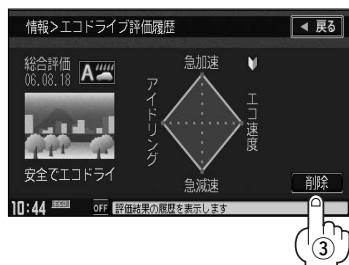 情報>エコドライブ評価履歴
◀ 戻る
総合評価
06.08.18 A
急加速
アイドリング
エコ速度
安全でエコドライ
急減速
削除
10:44 OFF 評価結果の履歴を表示します
③